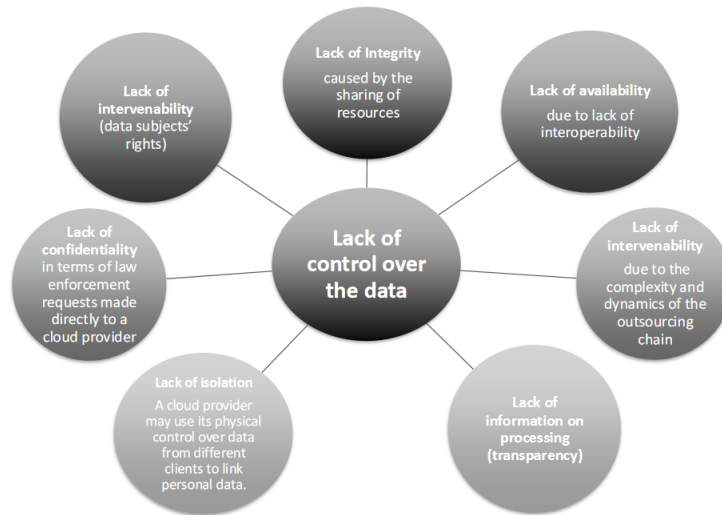 Lack of Integrity
caused by the
sharing of
resources
Lack of
intervenability
(data subjects'
rights)
Lack of availability
due to lack of
interoperability
Lack of
control over
the data
Lack of
confidentiality
in terms of law
enforcement
requests made
directly to a
cloud provider
Lack of
intervenability
due to the
complexity and
dynamics of the
outsourcing
chain
Lack of isolation
A cloud provider
may use its physical
control over data
from different
clients to link
personal data.
Lack of
information on
processing
(transparency)